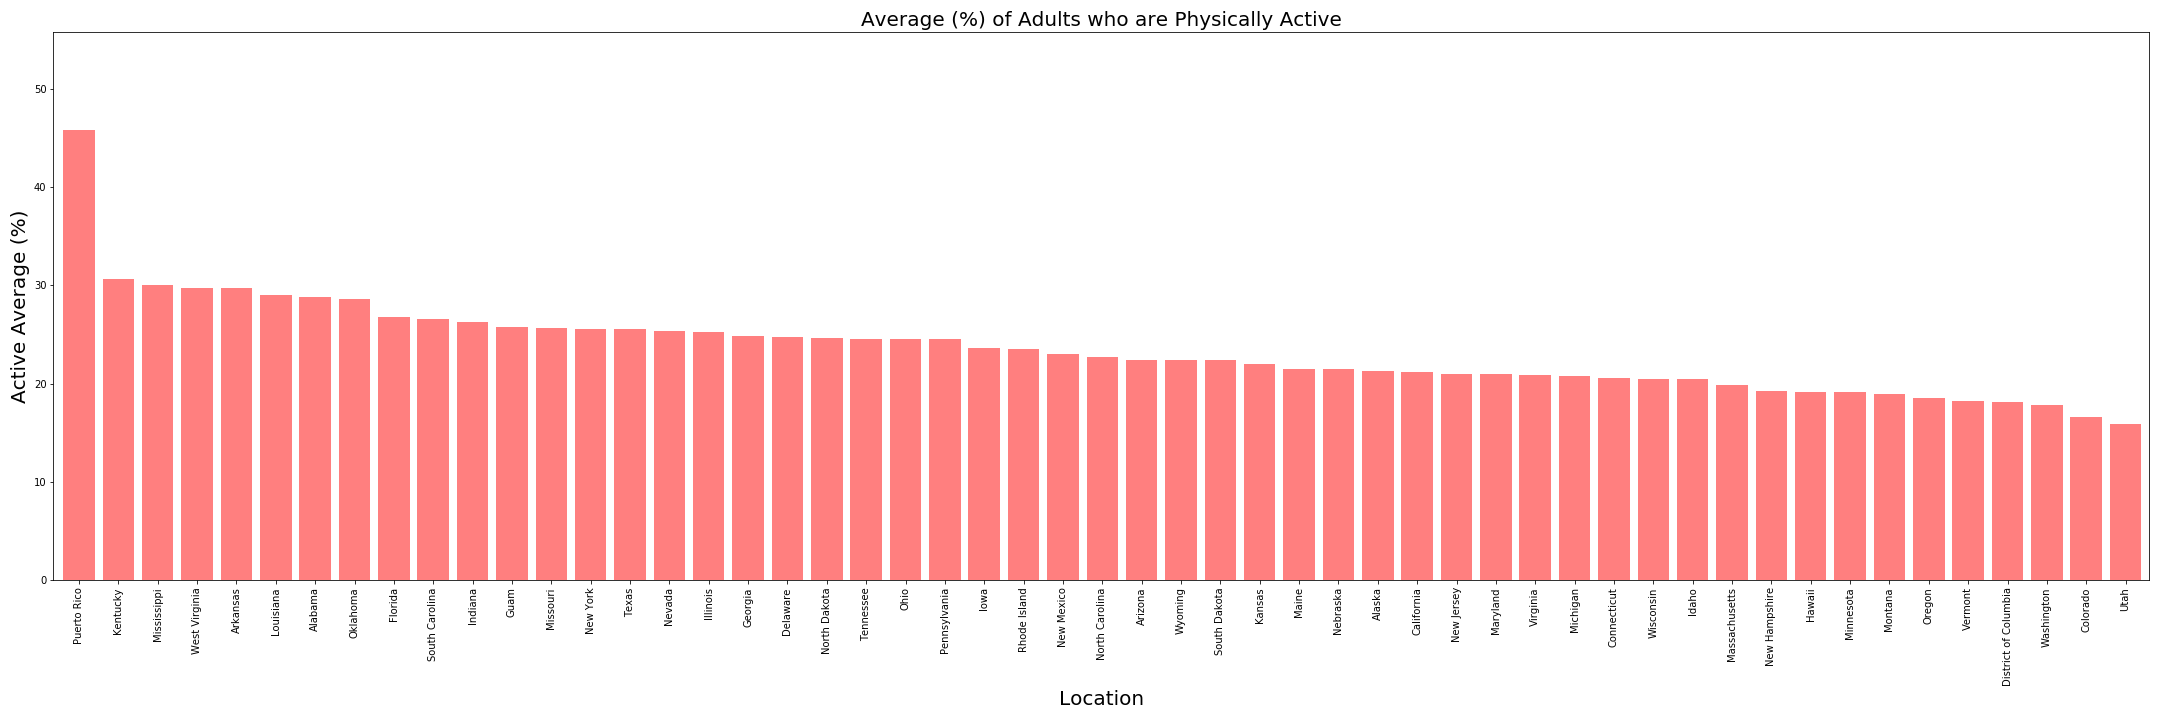 Average (%) of Adults who are Physically Active
Active Average (%)
50
40
30
20
10
0
Puerto Rico
Kentucky
Mississippi
West Virginia
Arkansas
Louisiana
Alabama
Oklahoma
Florida
South Carolina
Indiana
Guam
Missouri
New York
Texas
Nevada
Illinois
Georgia
Delaware
North Dakota
Tennessee
Ohio
Pennsylvania
Iowa
Rhode Island
New Mexico
North Carolina
Arizona
Wyoming
South Dakota
Kansas
Maine
Nebraska
Alaska
California
New Jersey
Maryland
Virginia
Michigan
Connecticut
Wisconsin
Idaho
Massachusetts
New Hampshire
Hawaii
Minnesota
Montana
Oregon
Vermont
District of Columbia
Washington
Colorado
Utah
Location